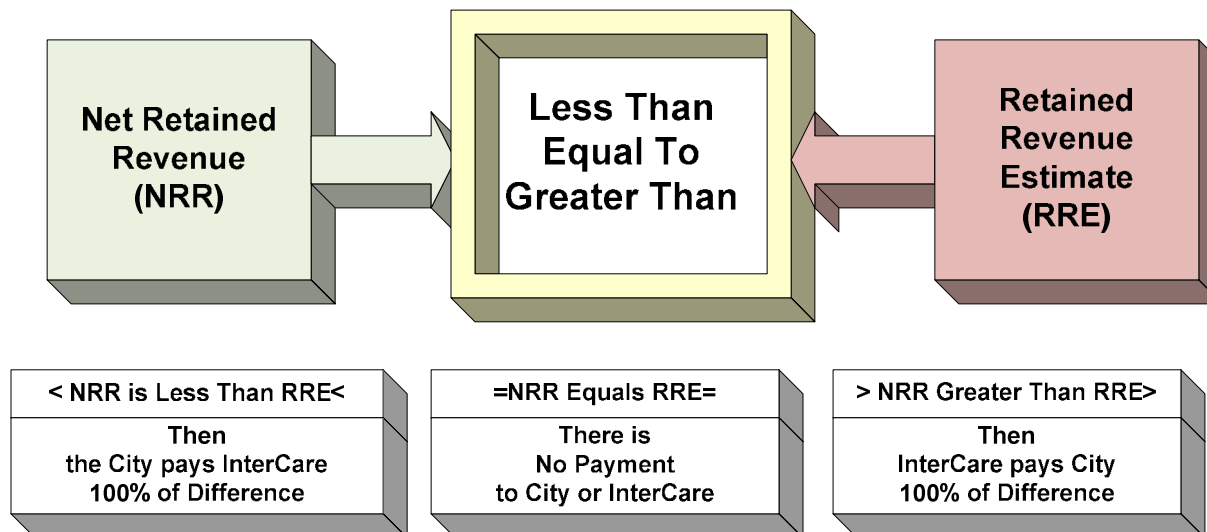 Net Retained
Revenue
(NRR)
Less Than
Equal To
Greater Than
Retained
Revenue
Estimate
(RRE)
< NRR is Less Than RRE<
Then
the City pays InterCare
100% of Difference
=NRR Equals RRE=
There is
No Payment
to City or InterCare
> NRR Greater Than RRE>
Then
InterCare pays City
100% of Difference